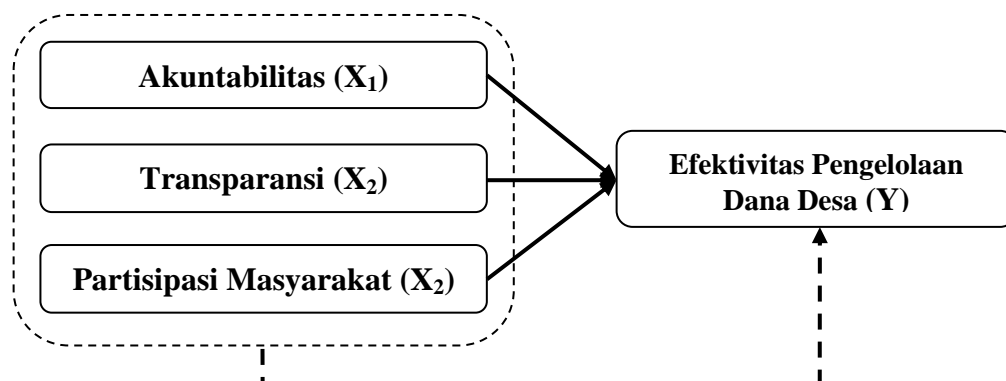 Akuntabilitas (X₁)
Transparansi (X₂)
Partisipasi Masyarakat (X₂)
Efektivitas Pengelolaan
Dana Desa (Y)